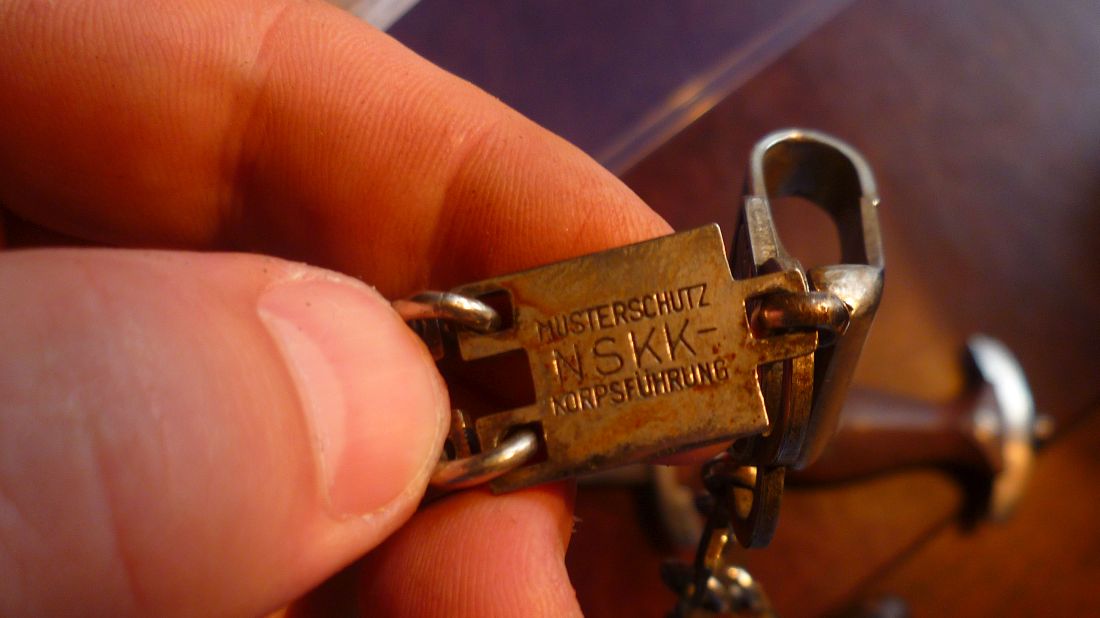 MUSTERSCHUTZ
NSKK-
KORPSFÜHRUNG